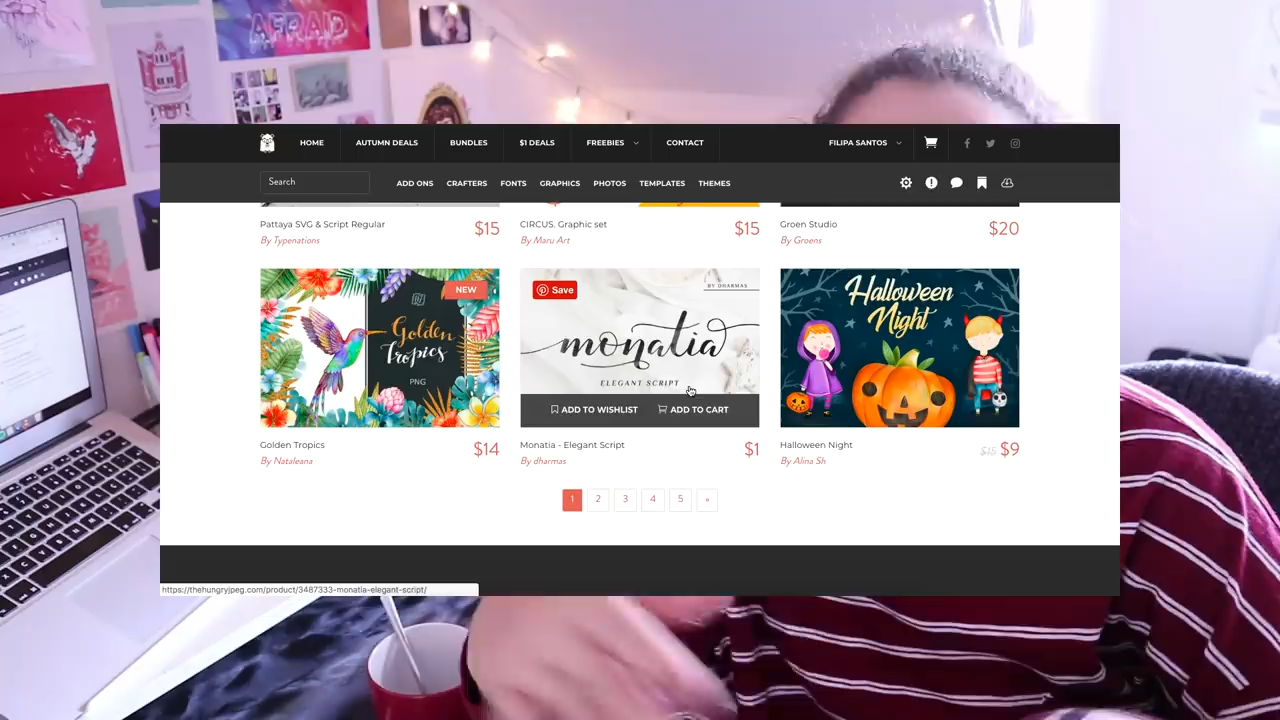 AFRAID
HOME
AUTUMN DEALS
BUNDLES
$1 DEALS
FREEBIES
CONTACT
FILIPA SANTOS
Search
ADD ONS
CRAFTERS
FONTS
GRAPHICS
PHOTOS
TEMPLATES
THEMES
Pattaya SVG & Script Regular
$15
By Typenations
CIRCUS. Graphic set
$15
By Maru Art
Groen Studio
$20
By Groens
NEW
Golden
Tropics
PNG
Save
BY DHARMAS
monatia
ELEGANT SCRIPT
ADD TO WISHLIST
ADD TO CART
Halloween
Night
Golden Tropics
$14
By Nataleana
Monatia - Elegant Script
$1
By dharmas
Halloween Night
$15 $9
By Alina Sh
1 2 3 4 5 »
https://thehungryjpeg.com/product/3487333-monatia-elegant-script/